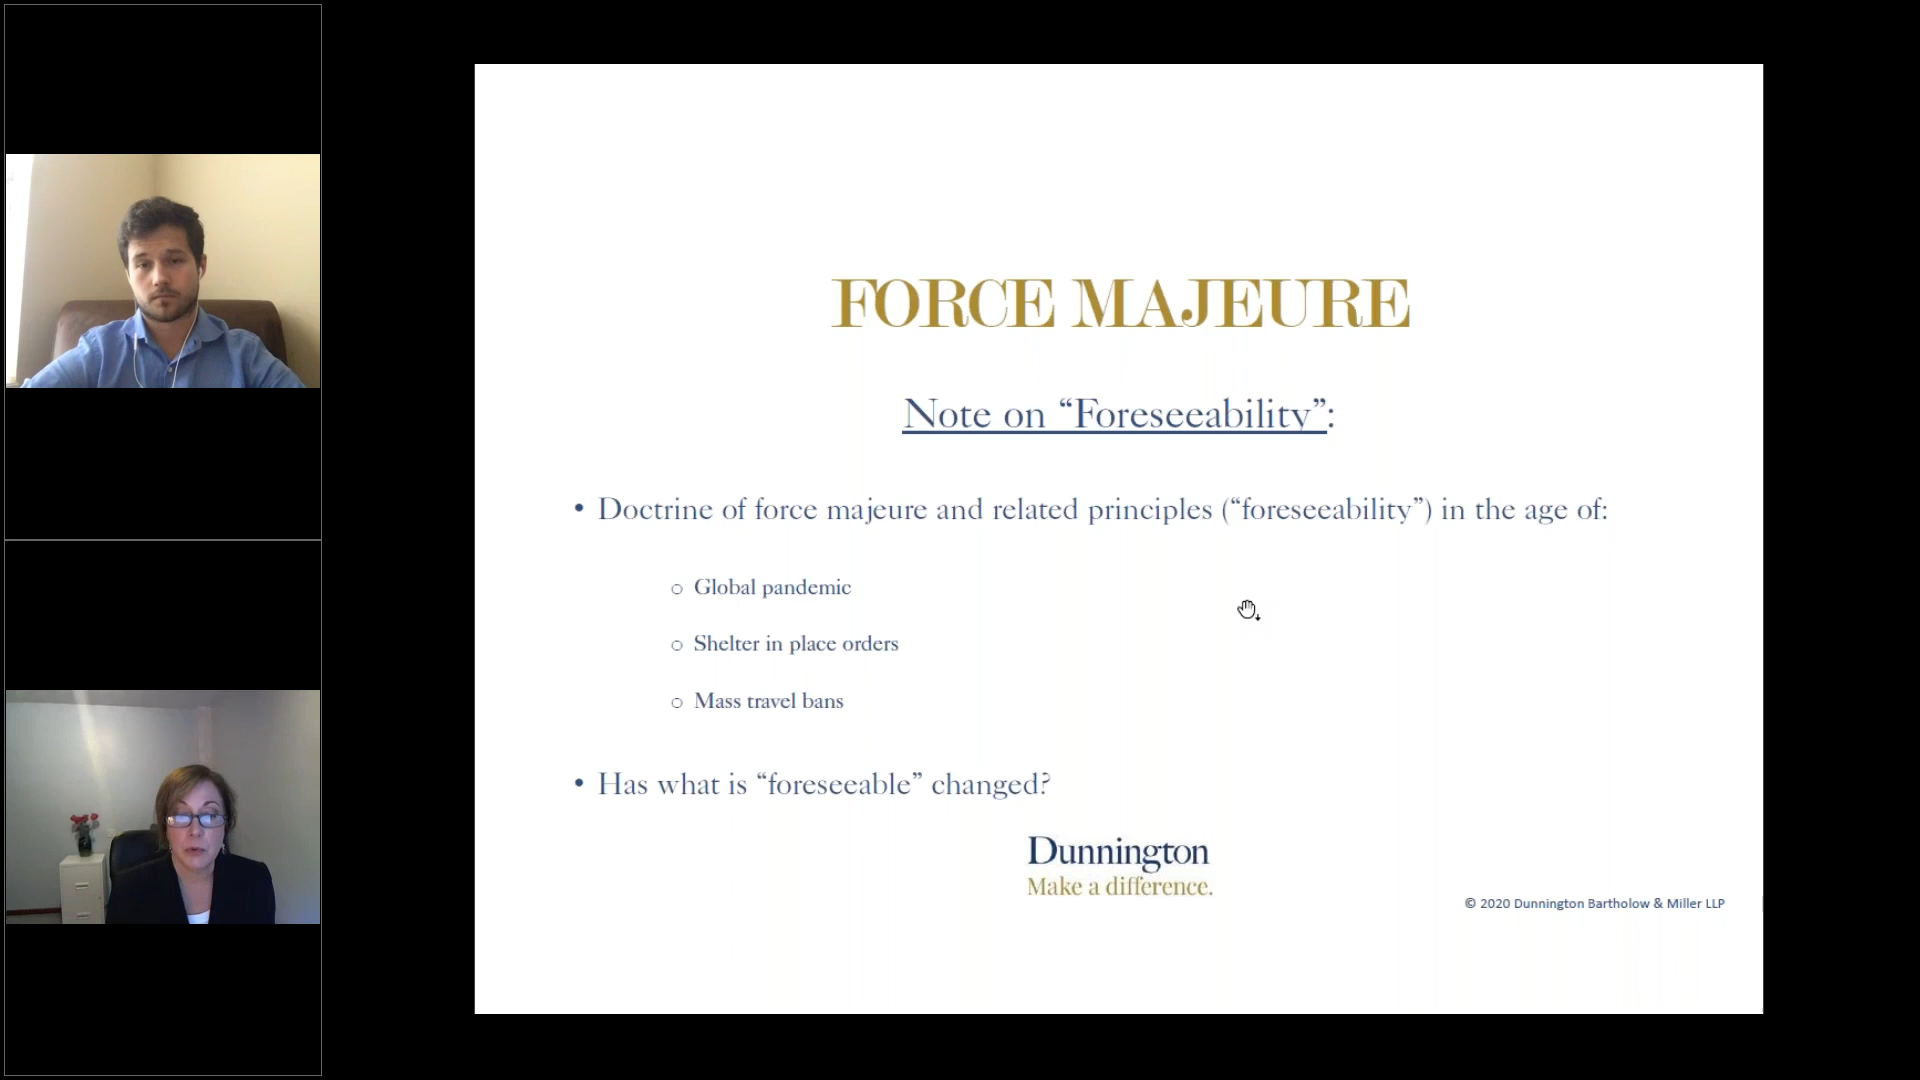 FORCE MAJEURE
Note on “Foreseeability”:
• Doctrine of force majeure and related principles (“foreseeability”) in the age of:
o Global pandemic
o Shelter in place orders
o Mass travel bans
• Has what is “foreseeable” changed?
Dunnington
Make a difference.
© 2020 Dunnington Bartholow & Miller LLP